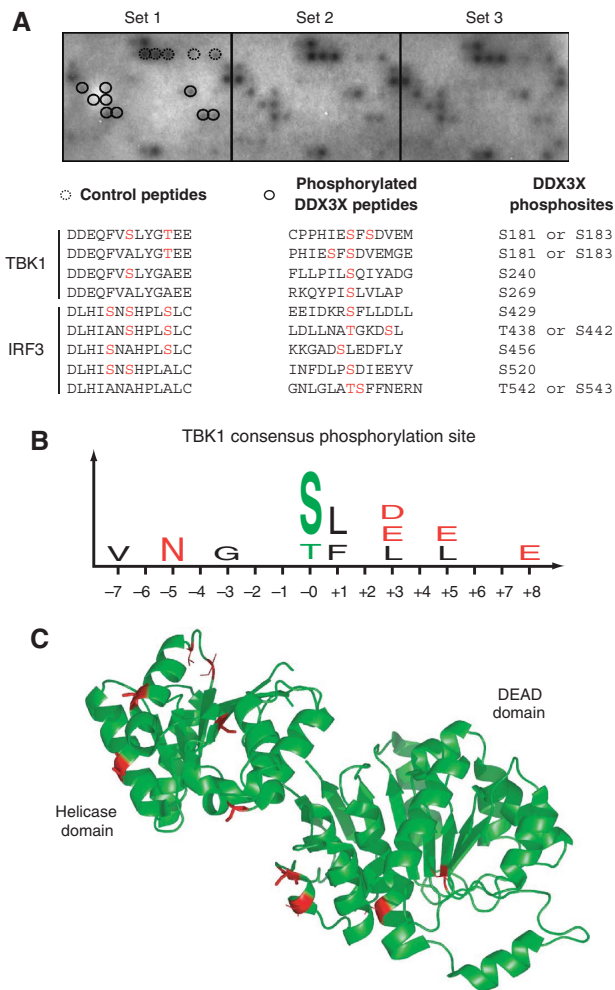 A
Set 1 Set 2 Set 3
Control peptides Phosphorylated DDX3X peptides DDX3X phosphosites
TBK1
DDEQFVSLYGTEE CPPHIESFSDVEM S181 or S183
DDEQFVALYGTEE PHIESFSDVEMGE S181 or S183
DDEQFVSLYGAEE FLLPILSQIYADG S240
DDEQFVALYGAEE RKQYPISLVLAP S269
IRF3
DLHISNSHPLSLC EEIDKRSFLLDLL S429
DLHIANSHPLSLC LDLLNATGKDSL T438 or S442
DLHISNAHPLSLC KKGADSLEDFLY S456
DLHISNSHPLALC INFDLPSDIEEYV S520
DLHIANAHPLALC GNLGLATSFFNERN T542 or S543
B
TBK1 consensus phosphorylation site
S L D
E E
V N G T F L L E
–7 –6 –5 –4 –3 –2 –1 –0 +1 +2 +3 +4 +5 +6 +7 +8
C
DEAD
domain
Helicase
domain